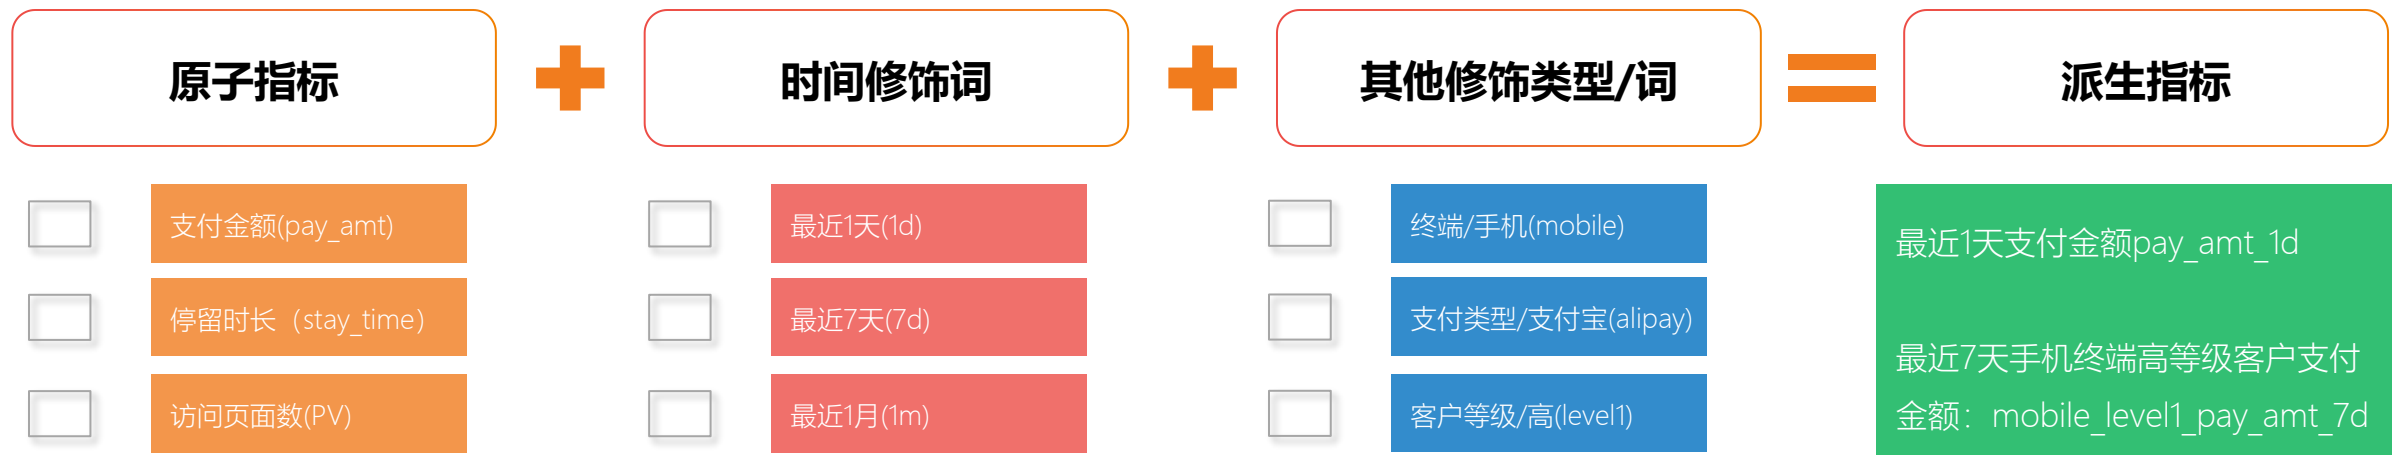 原子指标
时间修饰词
其他修饰类型/词
派生指标
支付金额(pay_amt)
最近1天(1d)
终端/手机(mobile)
最近1天支付金额pay_amt_1d
停留时长（stay_time）
最近7天(7d)
支付类型/支付宝(alipay)
最近7天手机终端高等级客户支付
金额：mobile_level1_pay_amt_7d
访问页面数(PV)
最近1月(1m)
客户等级/高(level1)